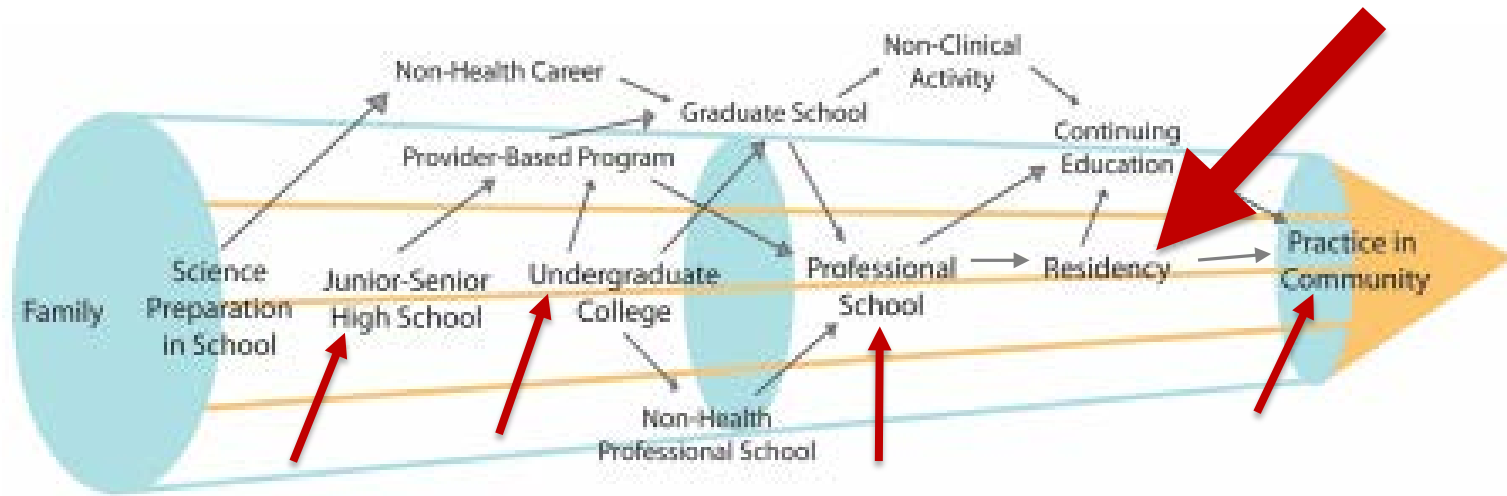 Non-Clinical
Activity
Non-Health Career
Graduate School
Continuing
Education
Provider-Based Program
Family
Science
Preparation
in School
Junior-Senior
High School
Undergraduate
College
Professional
School
Residency
Practice in
Community
Non-Health
Professional School